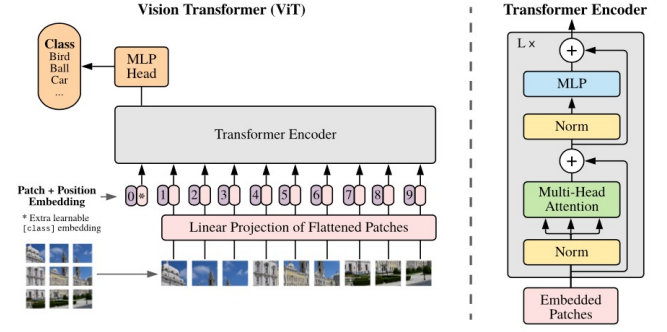 Vision Transformer (ViT)
Class
Bird
Ball
Car
...
MLP
Head
Transformer Encoder
Patch + Position
Embedding
0 * 1 2 3 4 5 6 7 8 9
* Extra learnable
[class] embedding
Linear Projection of Flattened Patches
Transformer Encoder
L x
+
MLP
Norm
+
Multi-Head
Attention
Norm
Embedded
Patches